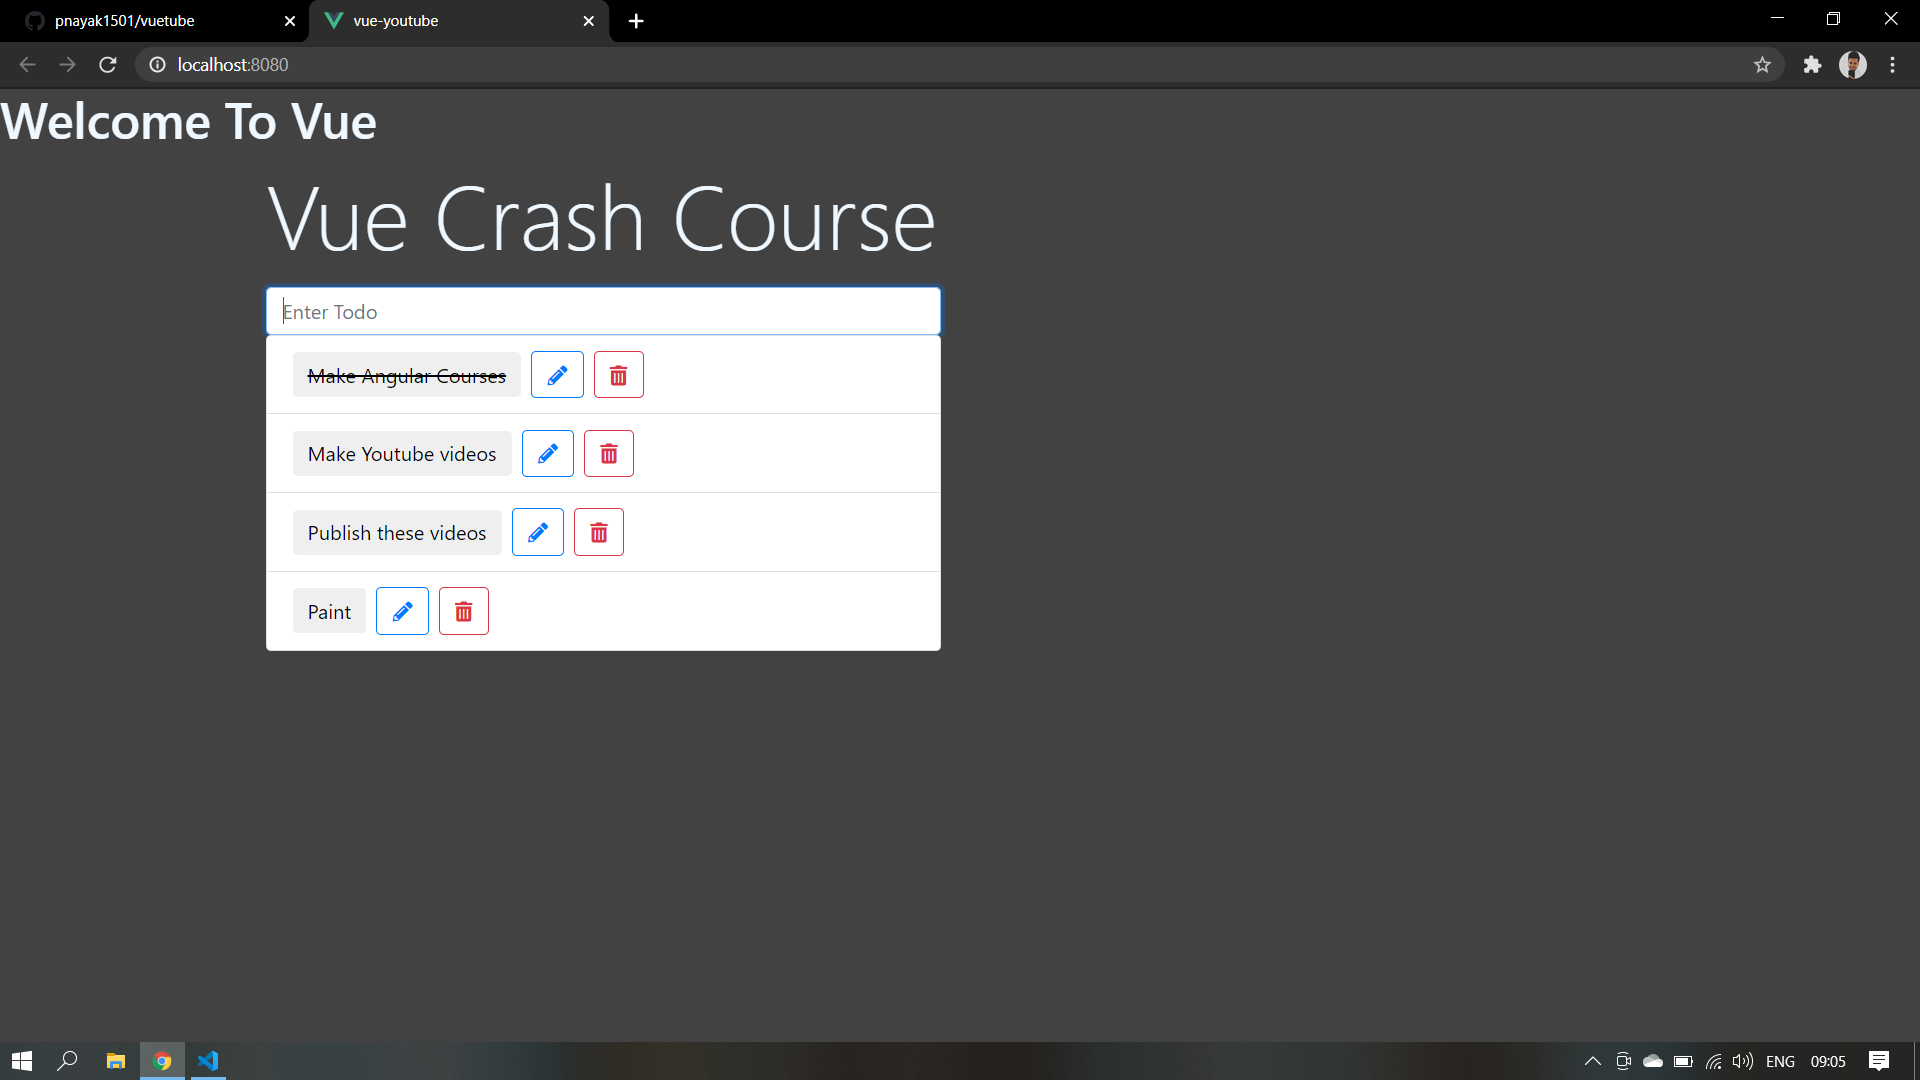 pnayak1501/vuetube
vue-youtube
localhost:8080
Welcome To Vue
Vue Crash Course
Enter Todo
Make Angular Courses
Make Youtube videos
Publish these videos
Paint
ENG 09:05